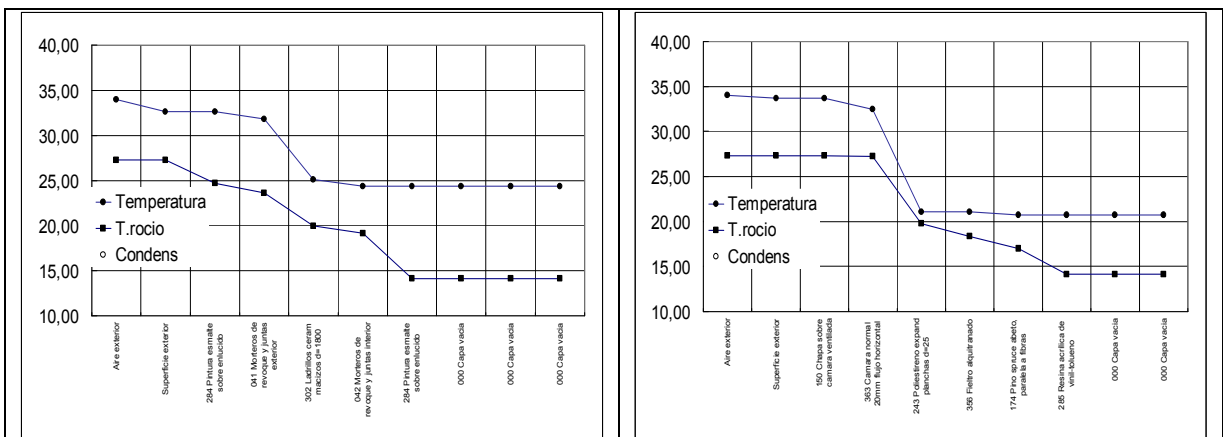 40,00
35,00
30,00
25,00
20,00
15,00
10,00
Temperatura
T.rocio
Condens
Aire exterior
Superficie exterior
284 Pintura esmalte
sobre enlucido
041 Morteros de
revoque y juntas
exterior
302 Ladrillos ceram
macizos d=1800
042 Morteros de
revoque y juntas interior
284 Pintura esmalte
sobre enlucido
000 Capa vacia
000 Capa vacia
000 Capa vacia
40,00
35,00
30,00
25,00
20,00
15,00
10,00
Temperatura
T.rocio
Condens
Aire exterior
Superficie exterior
150 Chapa sobre
camara ventilada
363 Camara normal
20mm flujo horizontal
243 Poliestireno expand
planchas d=25
356 Fieltro alquitranado
174 Pino spruce abeto,
paralela a fibras
285 Resina acrilica de
vinil-tolueno
000 Capa vacia
000 Capa vacia